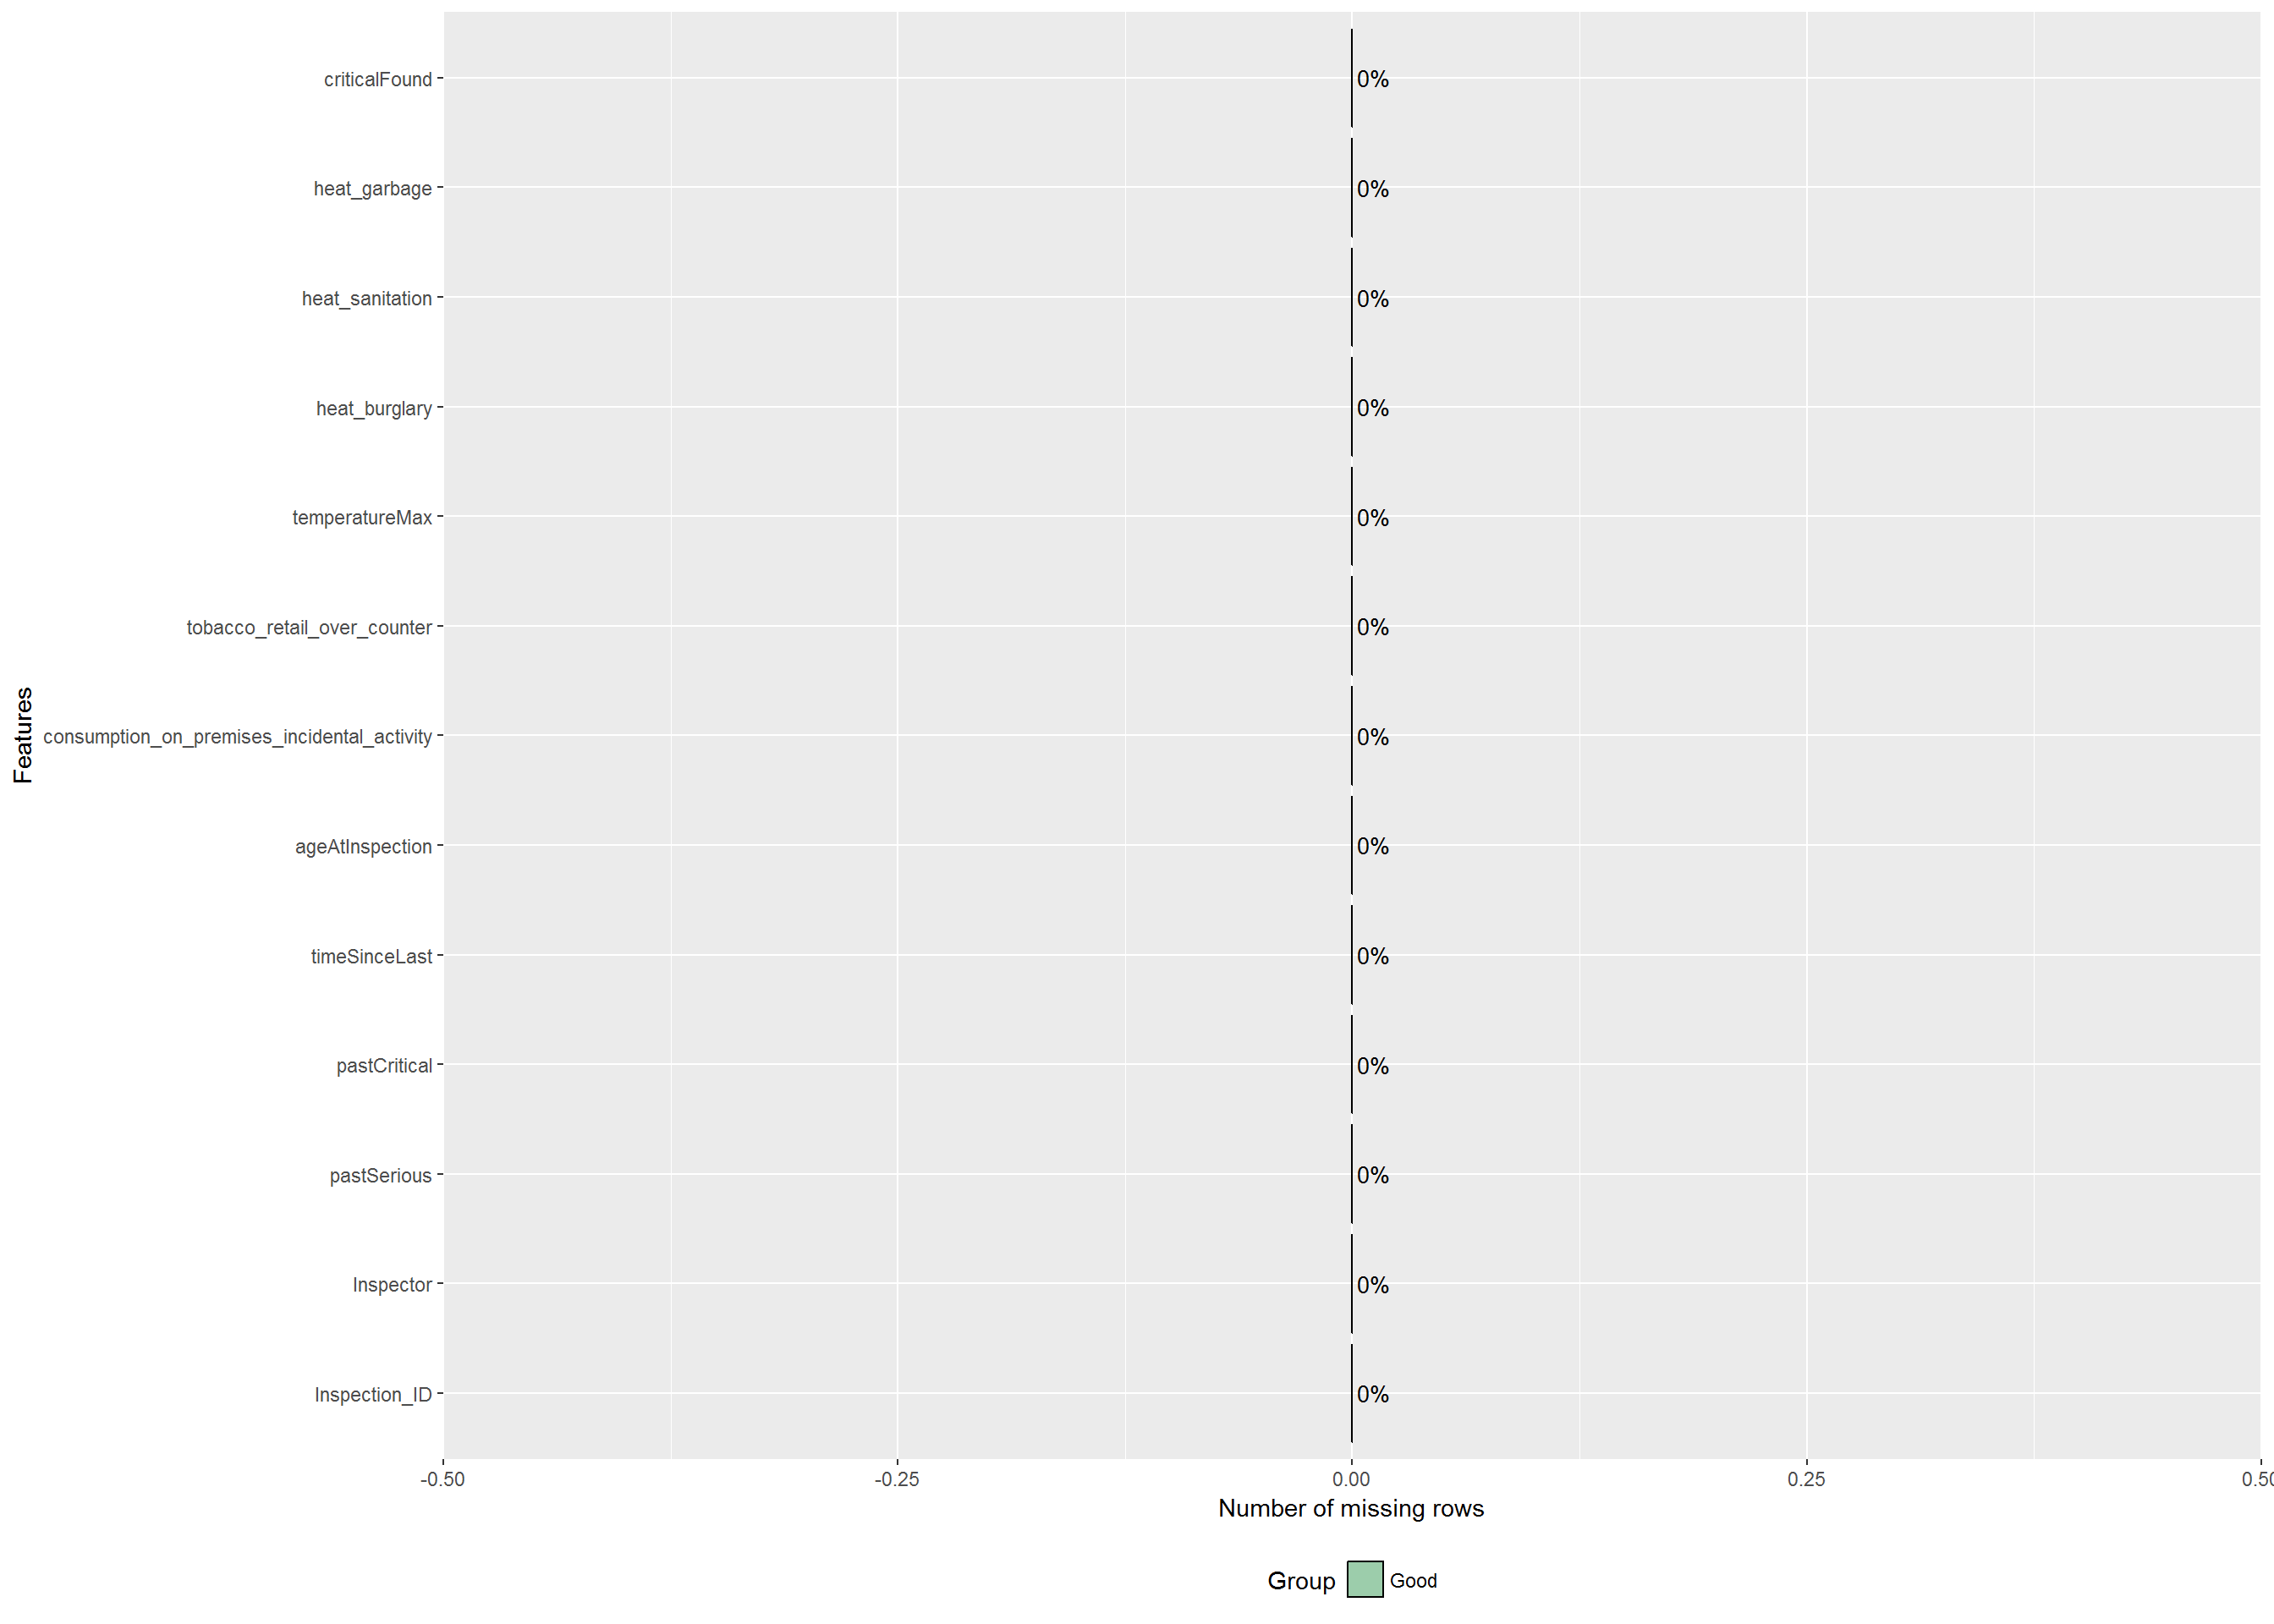 criticalFound 0%
heat_garbage 0%
heat_sanitation 0%
heat_burglary 0%
temperatureMax 0%
tobacco_retail_over_counter 0%
consumption_on_premises_incidental_activity 0%
ageAtInspection 0%
timeSinceLast 0%
pastCritical 0%
pastSerious 0%
Inspector 0%
Inspection_ID 0%
Features
-0.50 -0.25 0.00 0.25 0.50
Number of missing rows
Group Good